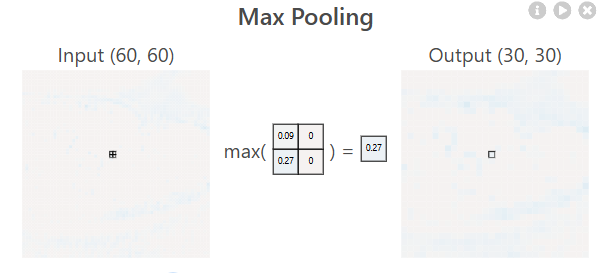 Max Pooling
Input (60, 60)
Output (30, 30)
max( 0.09 0 ) = 0.27
0.27 0